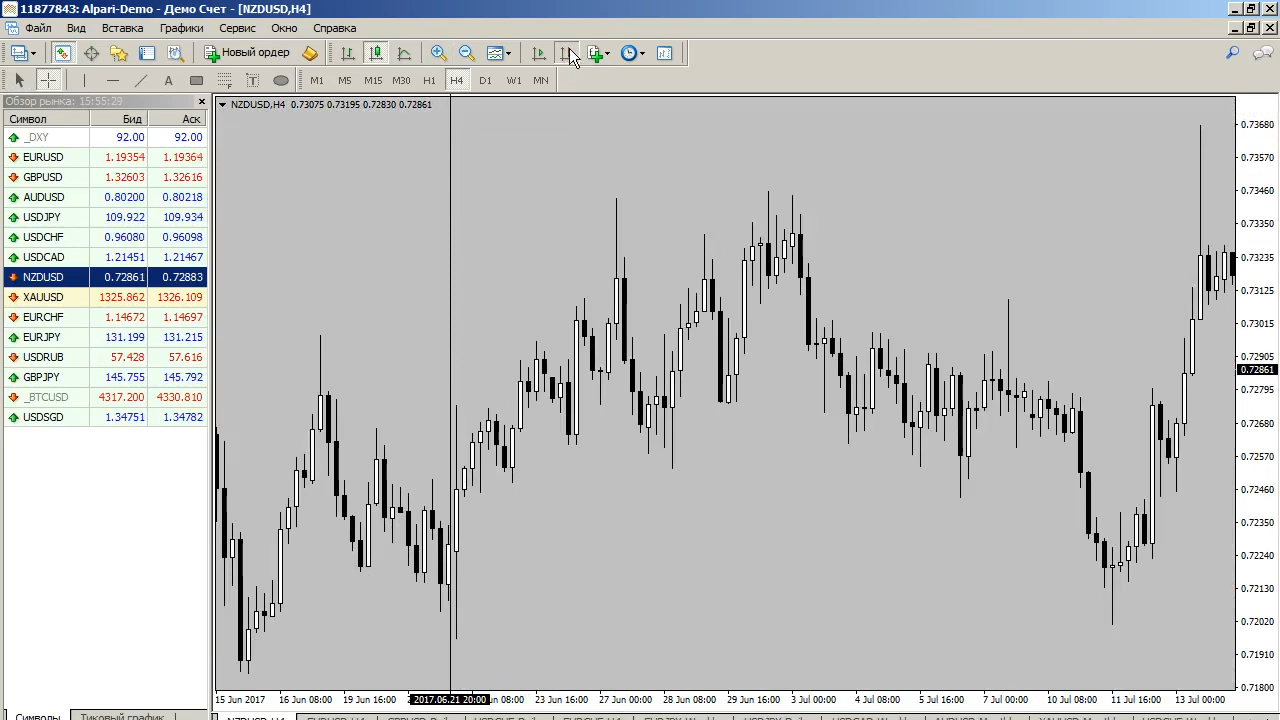 11877843: Alpari-Demo - Демо Счет - [NZDUSD,H4]
Файл Вид Вставка Графики Сервис Окно Справка
Новый ордер
A T M1 M5 M15 M30 H1 H4 D1 W1 MN
Обзор рынка: 15:55:29
Символ Бид Аск
_DXY 92.00 92.00
EURUSD 1.19354 1.19364
GBPUSD 1.32603 1.32616
AUDUSD 0.80200 0.80218
USDJPY 109.922 109.934
USDCHF 0.96080 0.96098
USDCAD 1.21451 1.21467
NZDUSD 0.72861 0.72883
XAUUSD 1325.862 1326.109
EURCHF 1.14672 1.14697
EURJPY 131.199 131.215
USDRUB 57.428 57.616
GBPJPY 145.755 145.792
_BTCUSD 4317.200 4330.810
USDSGD 1.34751 1.34782
Символы Тиковый график
NZDUSD,H4 0.73075 0.73195 0.72830 0.72861
0.73680
0.73570
0.73460
0.73350
0.73235
0.73125
0.73015
0.72905
0.72861
0.72795
0.72680
0.72570
0.72460
0.72350
0.72240
0.72130
0.72020
0.71910
0.71800
15 Jun 2017 16 Jun 08:00 19 Jun 16:00 2017.06.21 20:00 un 08:00 23 Jun 16:00 27 Jun 00:00 28 Jun 08:00 29 Jun 16:00 3 Jul 00:00 4 Jul 08:00 5 Jul 16:00 7 Jul 00:00 10 Jul 08:00 11 Jul 16:00 13 Jul 00:00